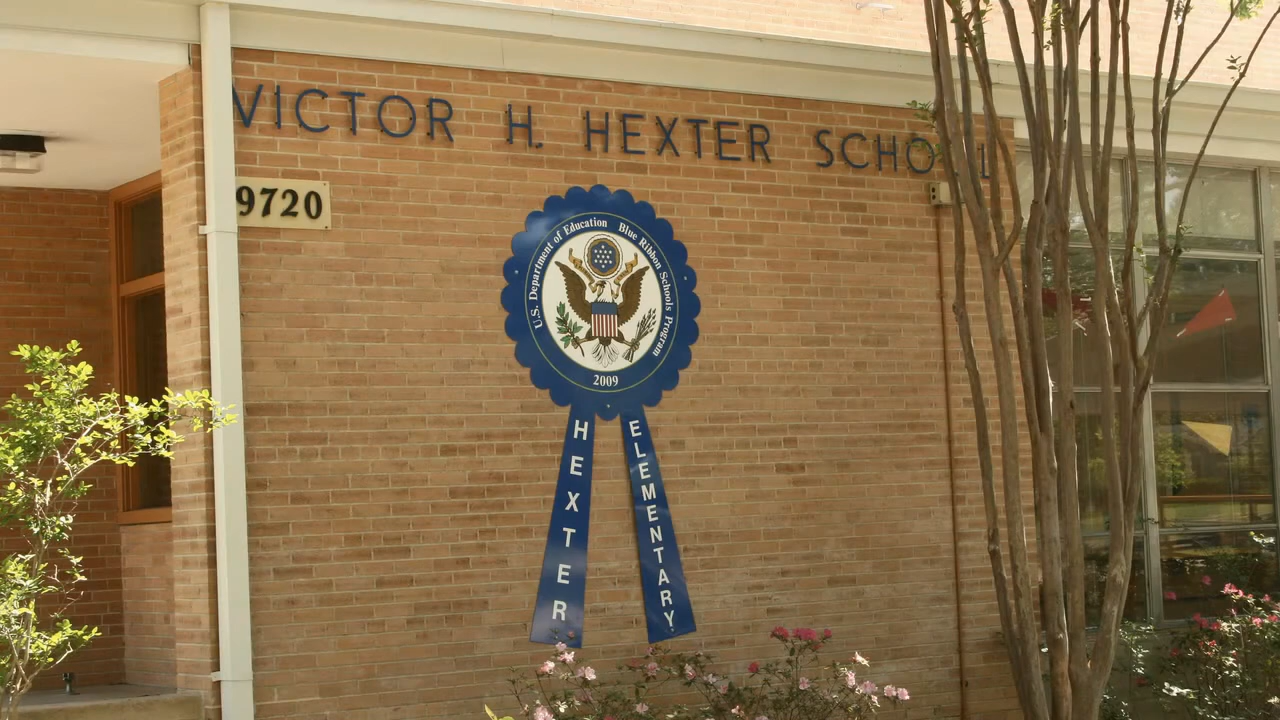 VICTOR H. HEXTER SCHOOL
9720
U.S. Department of Education Blue Ribbon Schools Program
2009
HEXTER
ELEMENTARY